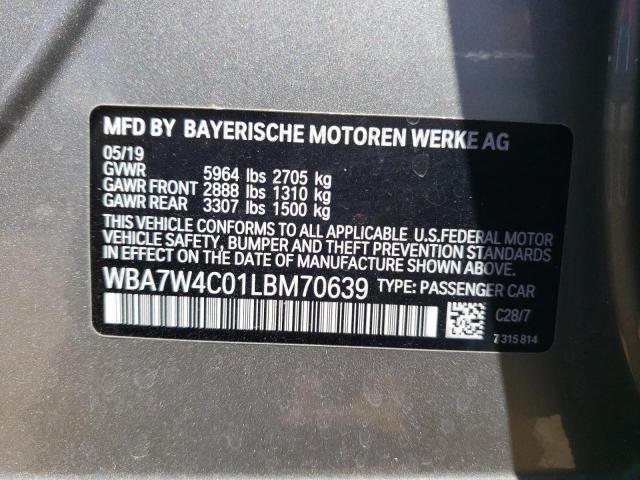 MFD BY BAYERISCHE MOTOREN WERKE AG
05/19
GVWR 5964 lbs 2705 kg
GAWR FRONT 2888 lbs 1310 kg
GAWR REAR 3307 lbs 1500 kg
THIS VEHICLE CONFORMS TO ALL APPLICABLE U.S.FEDERAL MOTOR
VEHICLE SAFETY, BUMPER AND THEFT PREVENTION STANDARDS
IN EFFECT ON THE DATE OF MANUFACTURE SHOWN ABOVE.
WBA7W4C01LBM70639 TYPE: PASSENGER CAR
C28/7
7 315 814